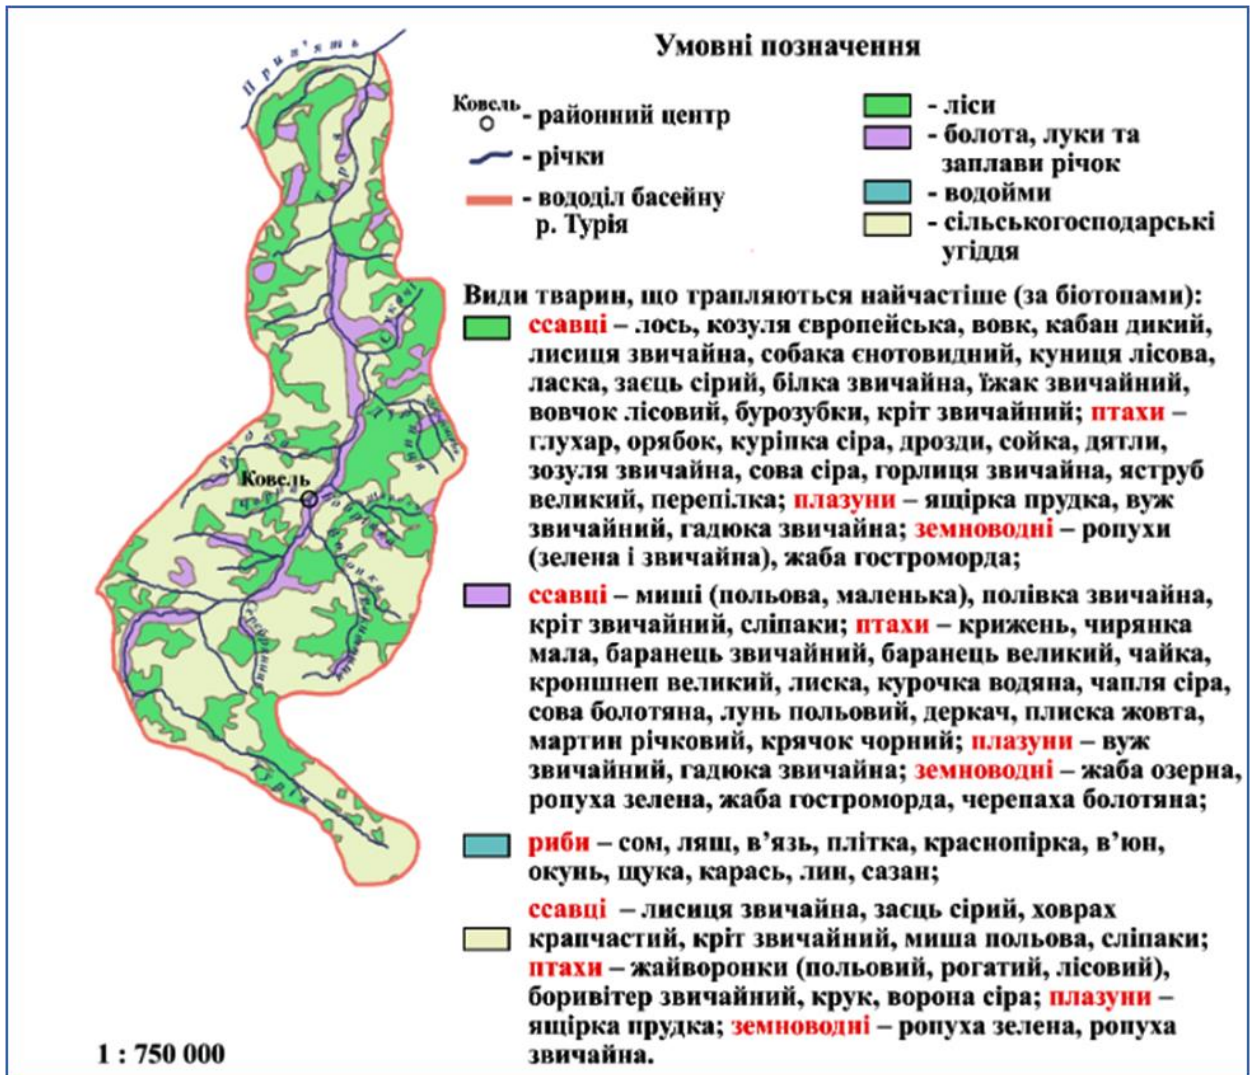 Умовні позначення
Ковель - районний центр
- річки
- вододіл басейну
р. Турія
- ліси
- болота, луки та
заплави річок
- водойми
- сільськогосподарські
угіддя
Види тварин, що трапляються найчастіше (за біотопами):
ссавці – лось, козуля європейська, вовк, кабан дикий,
лисиця звичайна, собака єнотовидний, куниця лісова,
ласка, заєць сірий, білка звичайна, їжак звичайний,
вовчок лісовий, бурозубки, кріт звичайний; птахи –
глухар, орябок, куріпка сіра, дрозди, сойка, дятли,
зозуля звичайна, сова сіра, горлиця звичайна, яструб
великий, перепілка; плазуни – ящірка прудка, вуж
звичайний, гадюка звичайна; земноводні – ропухи
(зелена і звичайна), жаба гостроморда;
ссавці – миші (польова, маленька), полівка звичайна,
кріт звичайний, сліпаки; птахи – крижень, чирянка
мала, баранець звичайний, баранець великий, чайка,
кроншнеп великий, лиска, курочка водяна, чапля сіра,
сова болотяна, лунь польовий, деркач, плиска жовта,
мартин річковий, крячок чорний; плазуни – вуж
звичайний, гадюка звичайна; земноводні – жаба озерна,
ропуха зелена, жаба гостроморда, черепаха болотяна;
риби – сом, лящ, в’язь, плітка, краснопірка, в’юн,
окунь, щука, карась, лин, сазан;
ссавці – лисиця звичайна, заєць сірий, ховрах
крапчастий, кріт звичайний, миша польова, сліпаки;
птахи – жайворонки (польовий, рогатий, лісовий),
боривітер звичайний, крук, ворона сіра; плазуни –
ящірка прудка; земноводні – ропуха зелена, ропуха
звичайна.
Прип’ять
Ковель
Турія
1 : 750 000